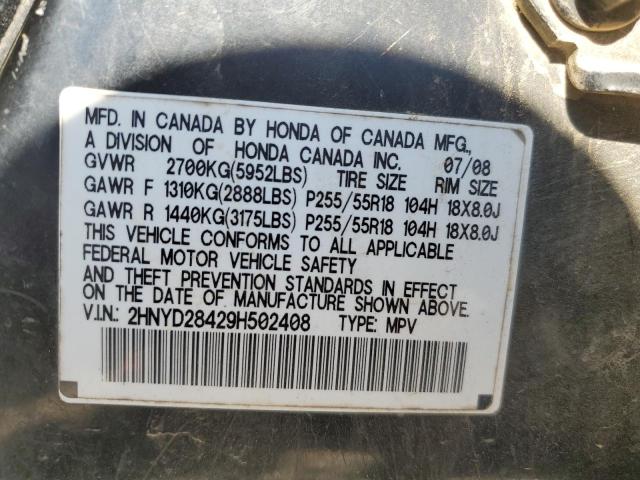 MFD. IN CANADA BY HONDA OF CANADA MFG.,
A DIVISION OF HONDA CANADA INC. 07/08
GVWR 2700KG(5952LBS) TIRE SIZE RIM SIZE
GAWR F 1310KG(2888LBS) P255/55R18 104H 18X8.0J
GAWR R 1440KG(3175LBS) P255/55R18 104H 18X8.0J
THIS VEHICLE CONFORMS TO ALL APPLICABLE
FEDERAL MOTOR VEHICLE SAFETY
AND THEFT PREVENTION STANDARDS IN EFFECT
ON THE DATE OF MANUFACTURE SHOWN ABOVE.
V.I.N.: 2HNYD28429H502408 TYPE: MPV